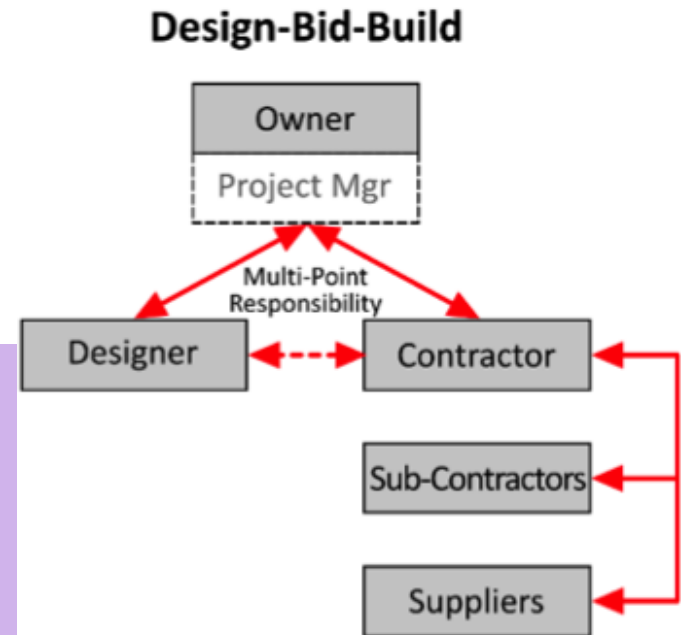 Design-Bid-Build
Owner
Project Mgr
Multi-Point
Responsibility
Designer
Contractor
Sub-Contractors
Suppliers